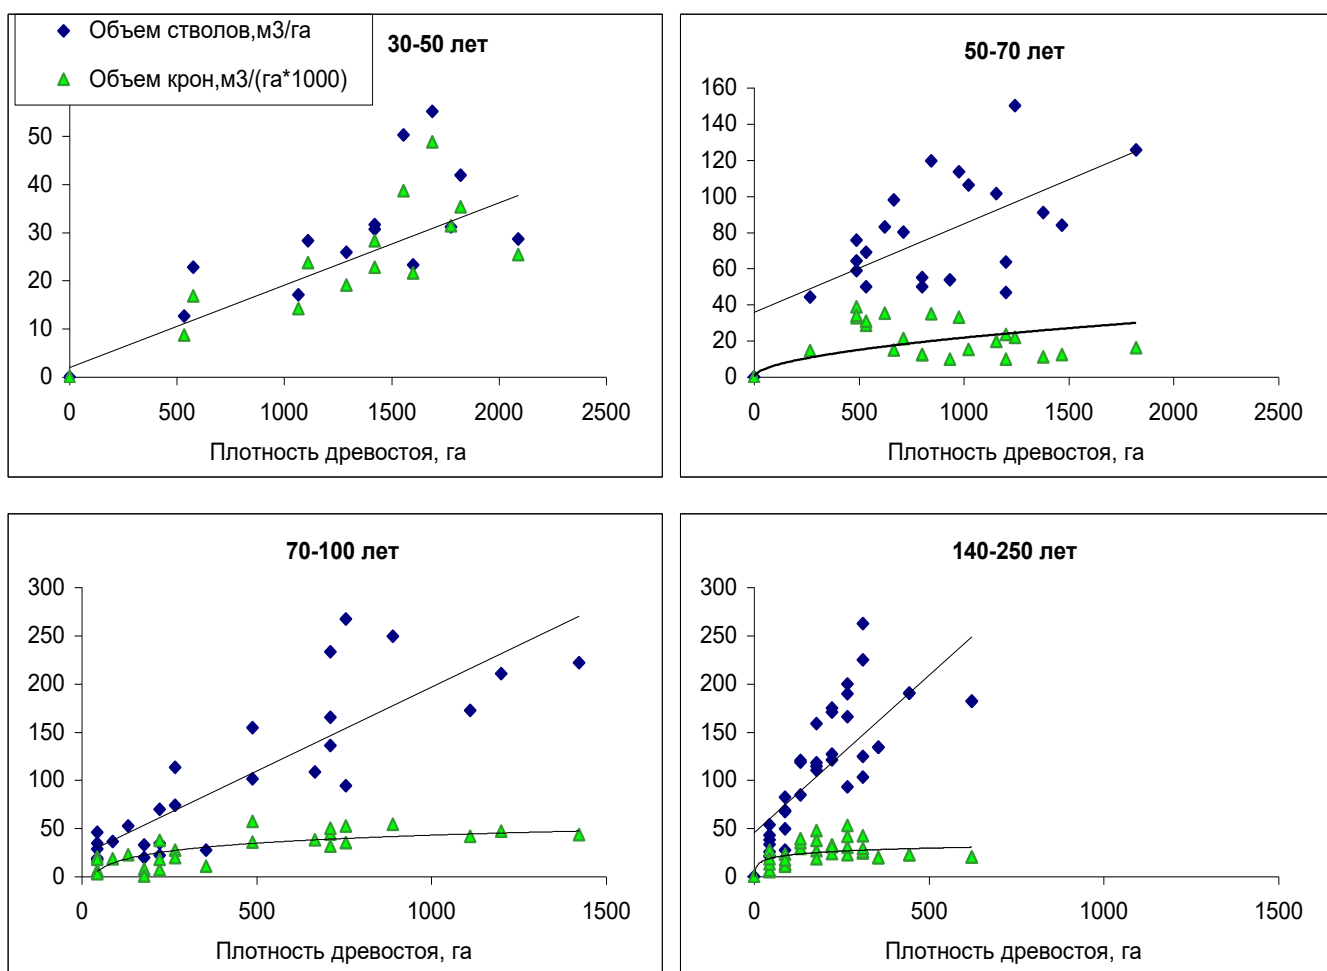 Объем стволов,м3/га
Объем крон,м3/(га*1000)
30-50 лет
50
40
30
20
10
0
0 500 1000 1500 2000 2500
Плотность древостоя, га
50-70 лет
160
140
120
100
80
60
40
20
0
0 500 1000 1500 2000 2500
Плотность древостоя, га
70-100 лет
300
250
200
150
100
50
0
0 500 1000 1500
Плотность древостоя, га
140-250 лет
300
250
200
150
100
50
0
0 500 1000 1500
Плотность древостоя, га